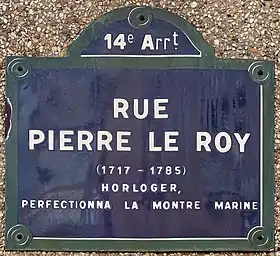 14e Arrt
RUE
PIERRE LE ROY
(1717 - 1785)
HORLOGER,
PERFECTIONNA LA MONTRE MARINE